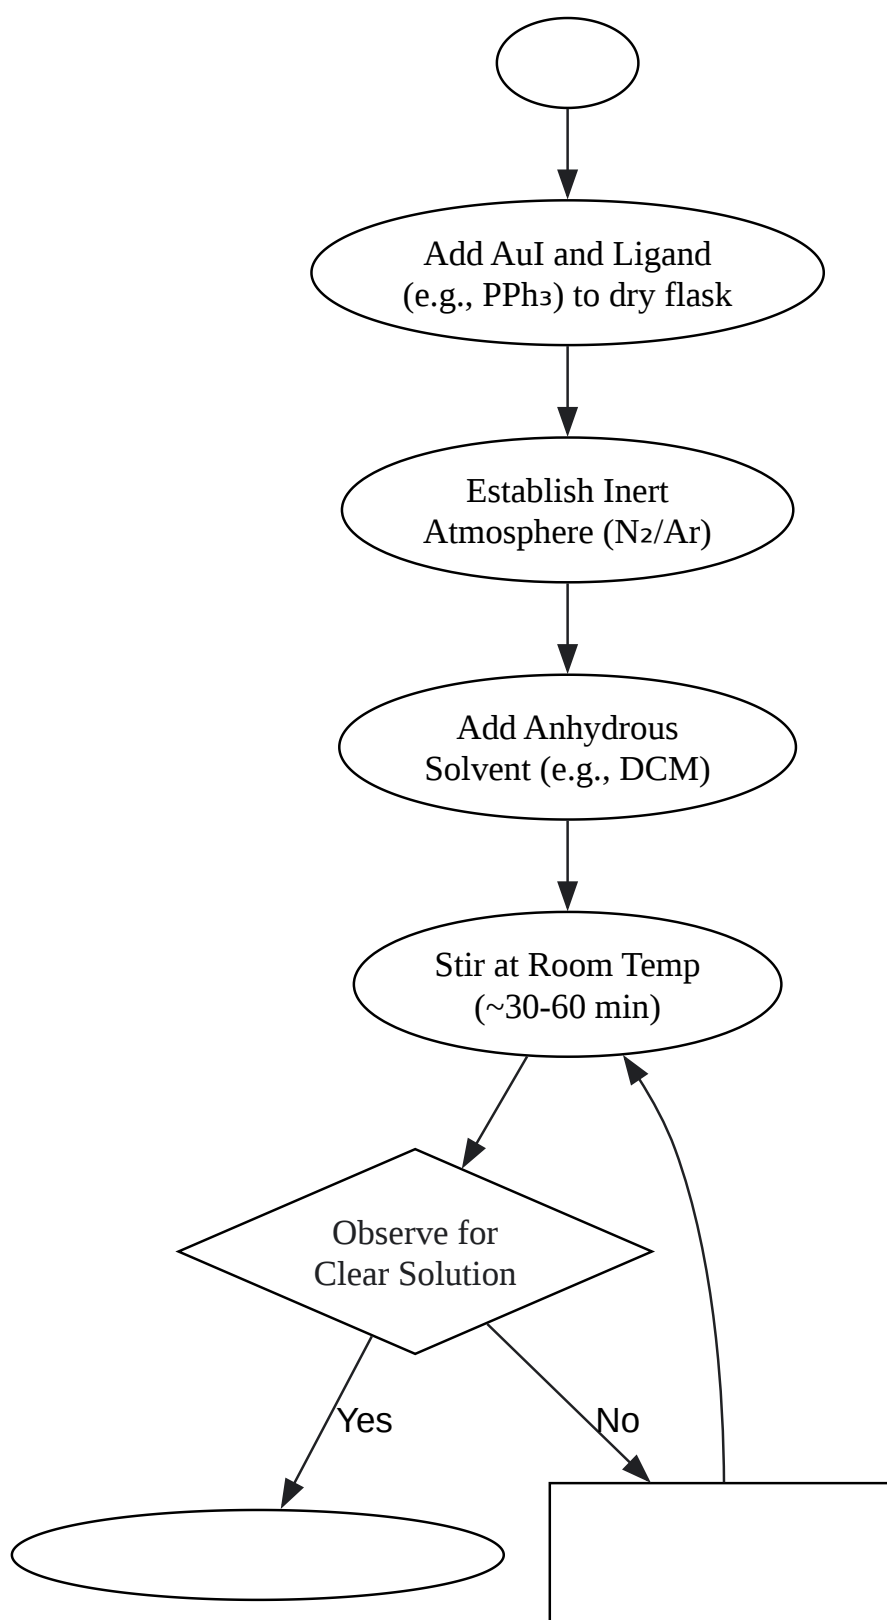 Add AuI and Ligand
(e.g., PPh₃) to dry flask
Establish Inert
Atmosphere (N₂/Ar)
Add Anhydrous
Solvent (e.g., DCM)
Stir at Room Temp
(~30-60 min)
Observe for
Clear Solution
Yes
No